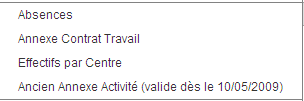 Absences
Annexe Contrat Travail
Effectifs par Centre
Ancien Annexe Activité (valide dès le 10/05/2009)